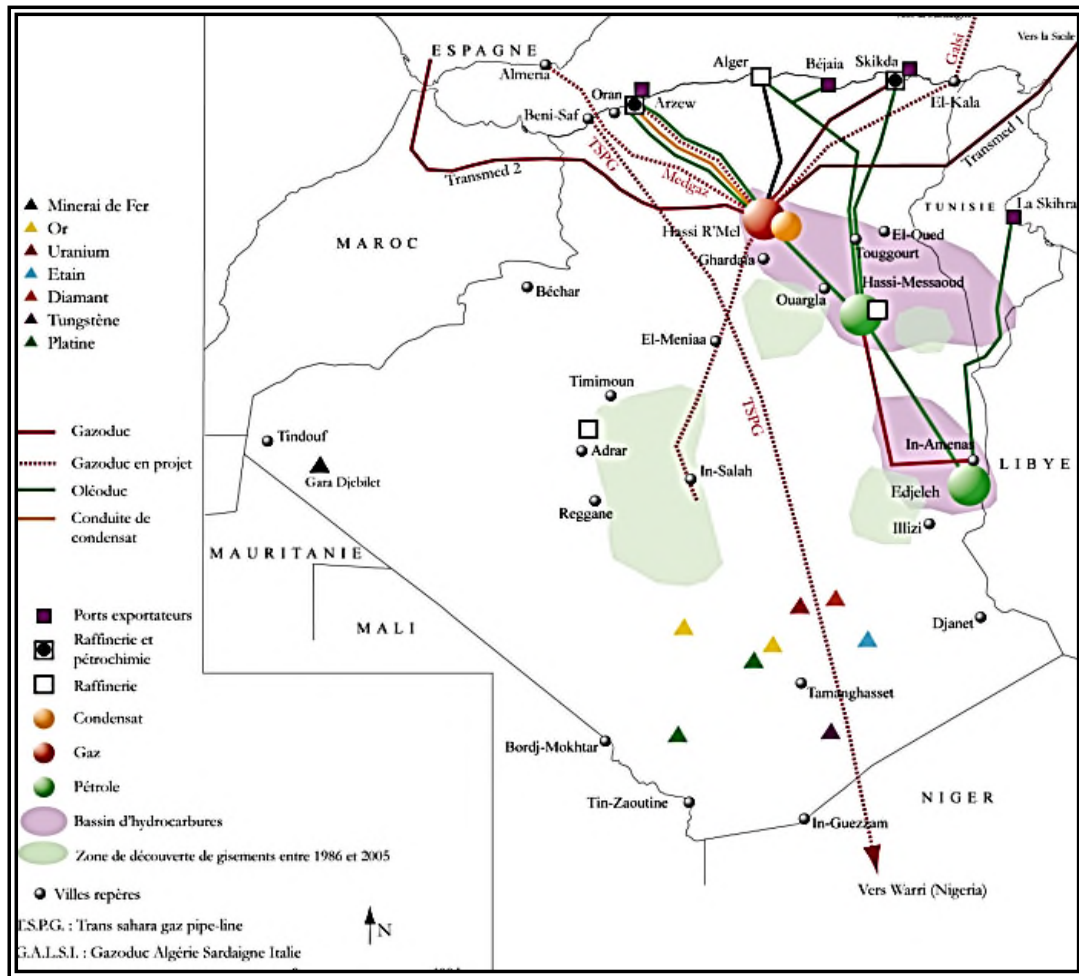 Vers la Sicile
Galsi
ESPAGNE
Almeria
Alger
Béjaia
Skikda
El-Kala
Oran
Arzew
Beni-Saf
TSPG
Medgaz
Transmed 2
Transmed 1
TUNISIE
La Skihra
Minerai de Fer
Or
Uranium
Etain
Diamant
Tungstène
Platine
MAROC
Hassi R'Mel
El-Oued
Touggourt
Ghardaia
Hassi-Messaoud
Ouargla
Béchar
El-Meniaa
Timimoun
TSPG
Gazoduc
Gazoduc en projet
Oléoduc
Conduite de
condensat
Tindouf
Gara Djebilet
Adrar
In-Salah
Reggane
In-Amenas
LIBYE
Edjeleh
Illizi
MAURITANIE
MALI
Djanet
Tamanghasset
Bordj-Mokhtar
Tin-Zaoutine
In-Guezzam
NIGER
Vers Warri (Nigeria)
Ports exportateurs
Raffinerie et
pétrochimie
Raffinerie
Condensat
Gaz
Pétrole
Bassin d'hydrocarbures
Zone de découverte de gisements entre 1986 et 2005
Villes repères
T.S.P.G. : Trans sahara gaz pipe-line
N
G.A.L.S.I. : Gazoduc Algérie Sardaigne Italie